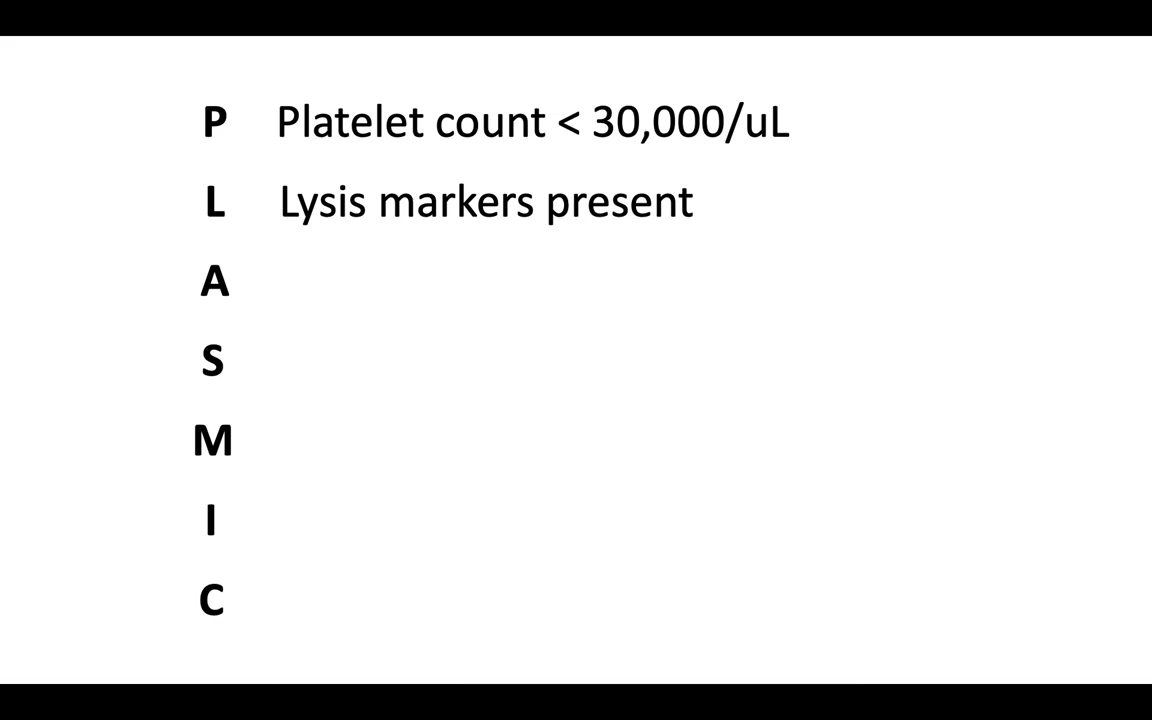 P Platelet count < 30,000/uL
L Lysis markers present
A
S
M
I
C